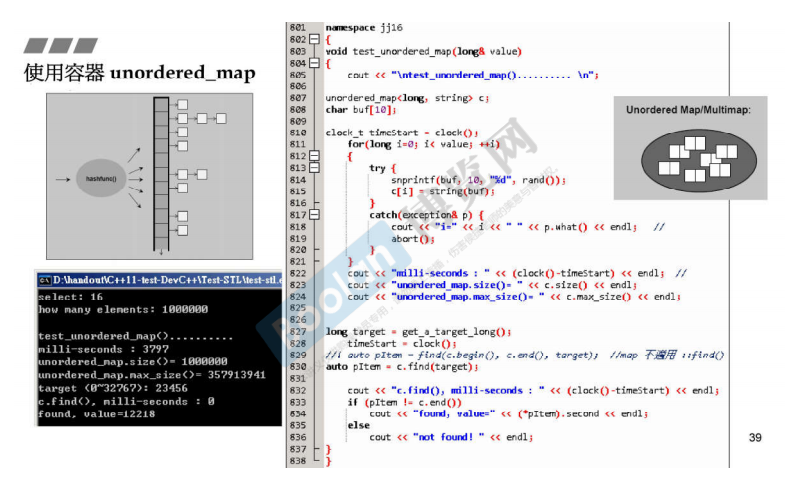 使用容器 unordered_map
hashfunc()
D:\handout\C++11-test-DevC++\Test-STL\test-stl.
select: 16
how many elements: 1000000
test_unordered_map()..........
milli-seconds : 3797
unordered_map.size()= 1000000
unordered_map.max_size()= 357913941
target (0~32767): 23456
c.find(), milli-seconds : 0
found, value=12218
801 namespace jj16
802 {
803 void test_unordered_map(long& value)
804 {
805 cout << "\ntest_unordered_map().......... \n";
806
807 unordered_map<long, string> c;
808 char buf[10];
809
810 clock_t timeStart = clock();
811 for(long i=0; i< value; ++i)
812 {
813 try {
814 snprintf(buf, 10, "%d", rand());
815 c[i] = string(buf);
816 }
817 catch(exception& p) {
818 cout << "i=" << i << " " << p.what() << endl; //
819 abort();
820 }
821 }
822 cout << "milli-seconds : " << (clock()-timeStart) << endl; //
823 cout << "unordered_map.size()= " << c.size() << endl;
824 cout << "unordered_map.max_size()= " << c.max_size() << endl;
825
826
827 long target = get_a_target_long();
828 timeStart = clock();
829 //! auto pItem = find(c.begin(), c.end(), target); //map 不適用 ::find()
830 auto pItem = c.find(target);
831
832 cout << "c.find(), milli-seconds : " << (clock()-timeStart) << endl;
833 if (pItem != c.end())
834 cout << "found, value=" << (*pItem).second << endl;
835 else
836 cout << "not found! " << endl;
837 }
838 }
Unordered Map/Multimap:
Boolan 博览网
39